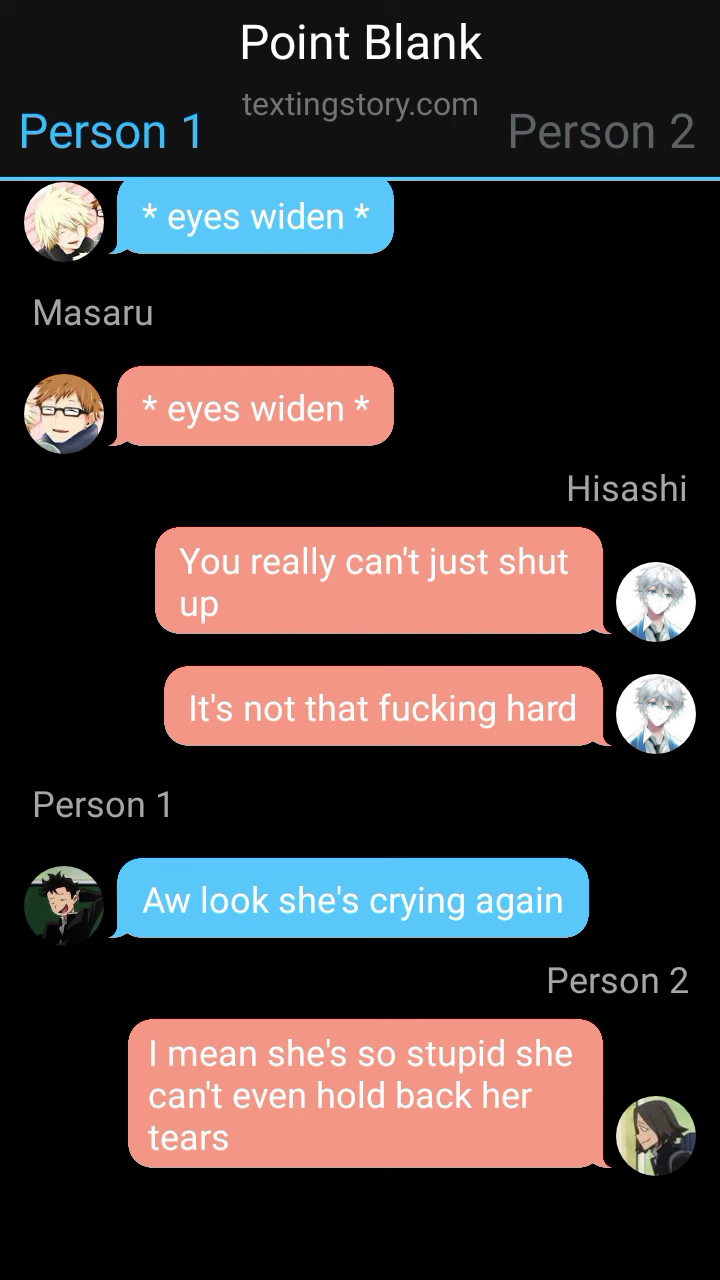 Point Blank
textingstory.com
Person 1
Person 2
* eyes widen *
Masaru
* eyes widen *
Hisashi
You really can't just shut
up
It's not that fucking hard
Person 1
Aw look she's crying again
Person 2
I mean she's so stupid she
can't even hold back her
tears